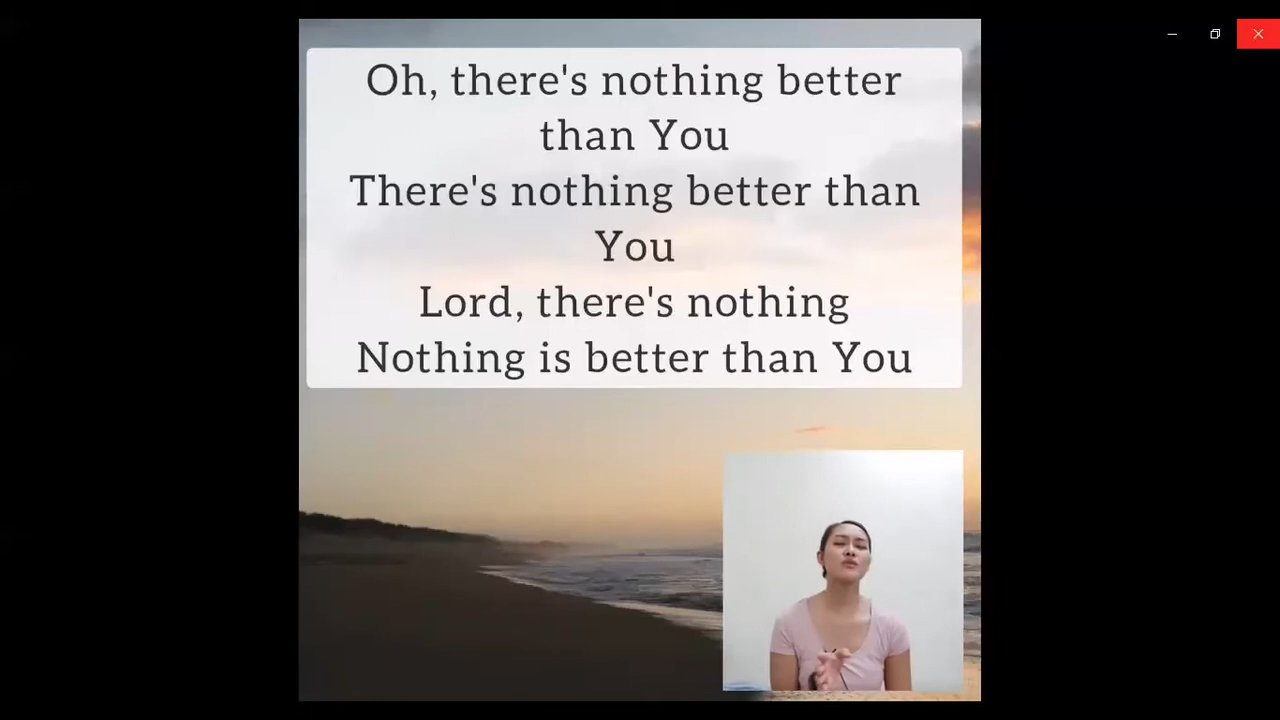 Oh, there's nothing better
than You
There's nothing better than
You
Lord, there's nothing
Nothing is better than You